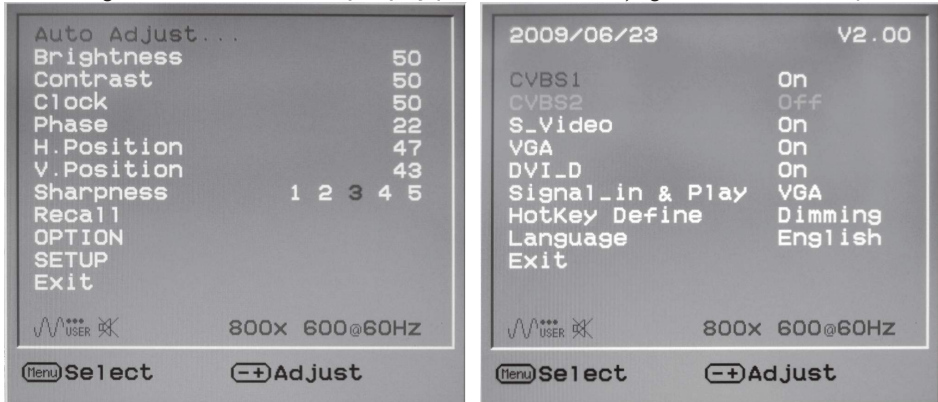 Auto Adjust...
Brightness 50
Contrast 50
Clock 50
Phase 22
H.Position 47
V.Position 43
Sharpness 1 2 3 4 5
Recall
OPTION
SETUP
Exit
USER
800x 600@60Hz
Menu Select -+ Adjust
2009/06/23 V2.00
CVBS1 On
CVBS2 Off
S_Video On
VGA On
DVI_D On
Signal_in & Play VGA
HotKey Define Dimming
Language English
Exit
USER
800x 600@60Hz
Menu Select -+ Adjust